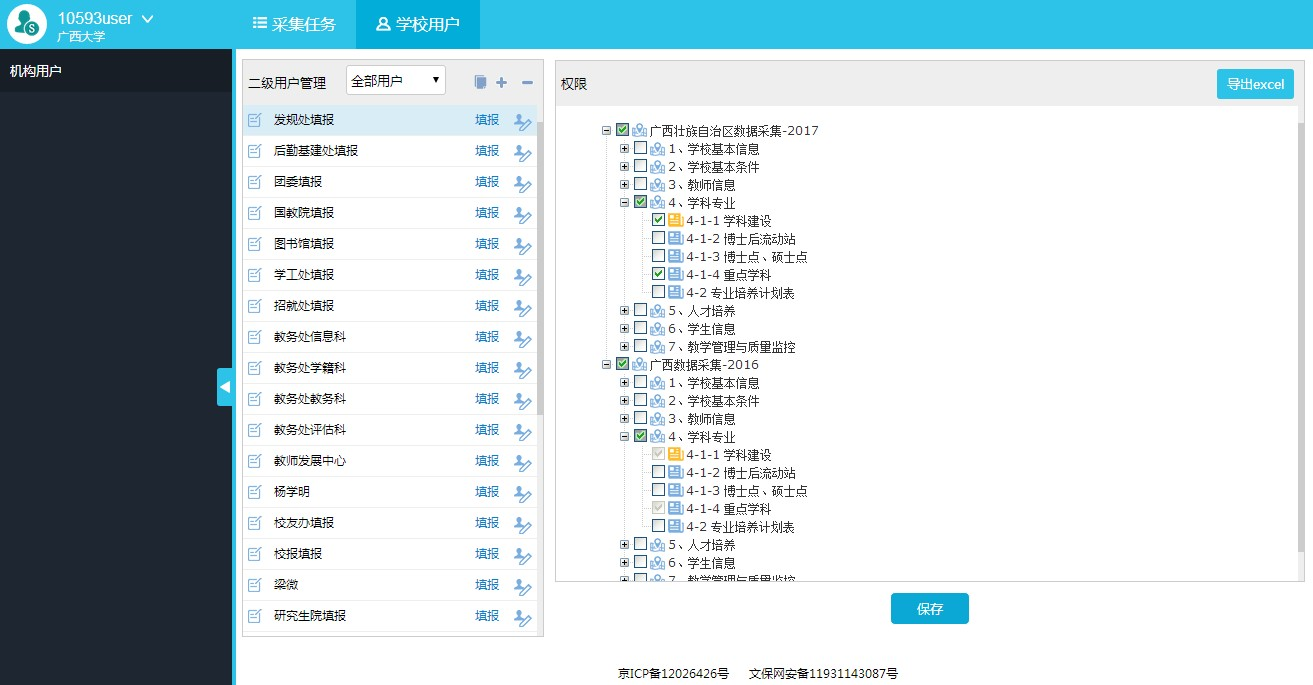 10593user
广西大学
采集任务
学校用户
机构用户
二级用户管理
全部用户
发规处填报 填报
后勤基建处填报 填报
团委填报 填报
国教院填报 填报
图书馆填报 填报
学工处填报 填报
招就处填报 填报
教务处信息科 填报
教务处学籍科 填报
教务处教务科 填报
教务处评估科 填报
教师发展中心 填报
杨学明 填报
校友办填报 填报
校报填报 填报
梁微 填报
研究生院填报 填报
权限
导出excel
广西壮族自治区数据采集-2017
1、学校基本信息
2、学校基本条件
3、教师信息
4、学科专业
4-1-1 学科建设
4-1-2 博士后流动站
4-1-3 博士点、硕士点
4-1-4 重点学科
4-2 专业培养计划表
5、人才培养
6、学生信息
7、教学管理与质量监控
广西数据采集-2016
1、学校基本信息
2、学校基本条件
3、教师信息
4、学科专业
4-1-1 学科建设
4-1-2 博士后流动站
4-1-3 博士点、硕士点
4-1-4 重点学科
4-2 专业培养计划表
5、人才培养
6、学生信息
7、教学管理与质量监控
保存
京ICP备12026426号 文保网安备11931143087号